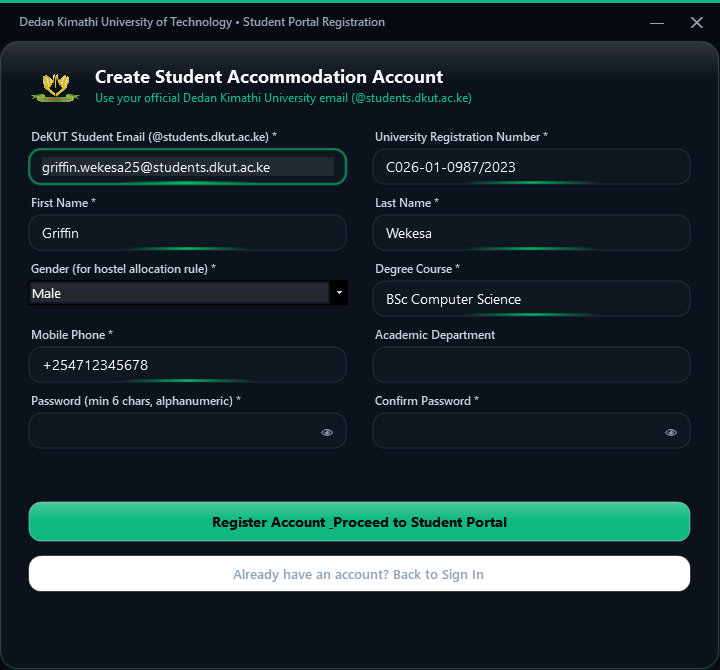 Dedan Kimathi University of Technology • Student Portal Registration
Create Student Accommodation Account
Use your official Dedan Kimathi University email (@students.dkut.ac.ke)
DeKUT Student Email (@students.dkut.ac.ke) *
University Registration Number *
griffin.wekesa25@students.dkut.ac.ke
C026-01-0987/2023
First Name *
Last Name *
Griffin
Wekesa
Gender (for hostel allocation rule) *
Degree Course *
Male
BSc Computer Science
Mobile Phone *
Academic Department
+254712345678
Password (min 6 chars, alphanumeric) *
Confirm Password *
Register Account _Proceed to Student Portal
Already have an account? Back to Sign In